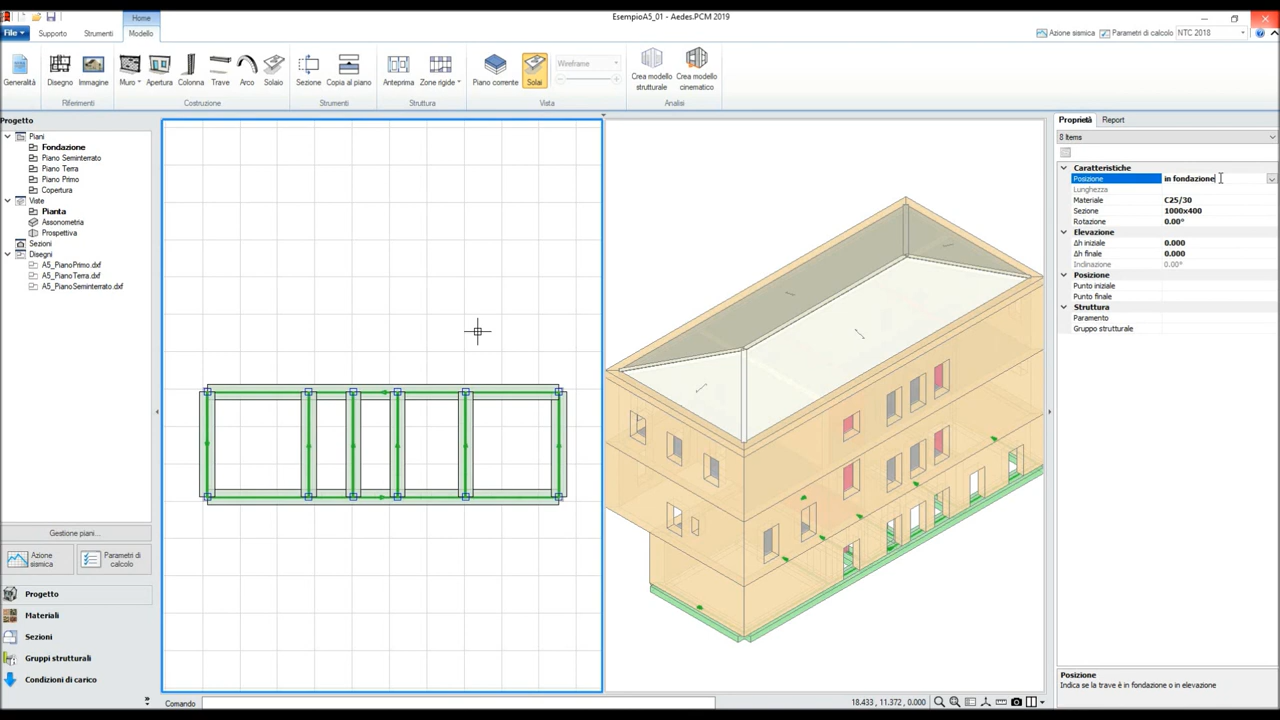 Home
EsempioA5_01 - Aedes.PCM 2019
File
Supporto
Strumenti
Modello
Azione sismica
Parametri di calcolo
NTC 2018
Generalità
Disegno
Immagine
Muro
Apertura
Colonna
Trave
Arco
Solaio
Sezione
Copia al piano
Anteprima
Zone rigide
Piano corrente
Solai
Wireframe
Crea modello strutturale
Crea modello cinematico
Riferimenti
Costruzione
Strumenti
Struttura
Vista
Analisi
Progetto
Piani
Fondazione
Piano Seminterrato
Piano Terra
Piano Primo
Copertura
Viste
Pianta
Assonometria
Prospettiva
Sezioni
Disegni
A5_PianoPrimo.dxf
A5_PianoTerra.dxf
A5_PianoSeminterrato.dxf
Gestione piani...
Azione sismica
Parametri di calcolo
Progetto
Materiali
Sezioni
Gruppi strutturali
Condizioni di carico
Proprietà
Report
8 Items
Caratteristiche
Posizione in fondazione
Lunghezza
Materiale C25/30
Sezione 1000x400
Rotazione 0.00°
Elevazione
Δh iniziale 0.000
Δh finale 0.000
Inclinazione 0.00°
Posizione
Punto iniziale
Punto finale
Struttura
Paramento
Gruppo strutturale
Posizione
Indica se la trave è in fondazione o in elevazione
Comando
18.433, 11.372, 0.000